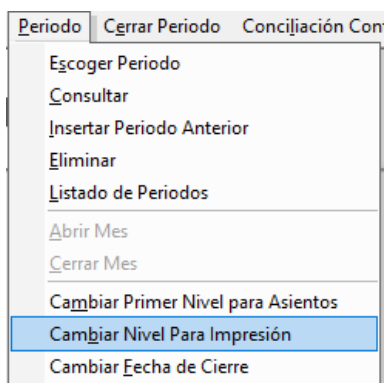 Periodo Cerrar Periodo Conciliación Con
Escoger Periodo
Consultar
Insertar Periodo Anterior
Eliminar
Listado de Periodos
Abrir Mes
Cerrar Mes
Cambiar Primer Nivel para Asientos
Cambiar Nivel Para Impresión
Cambiar Fecha de Cierre